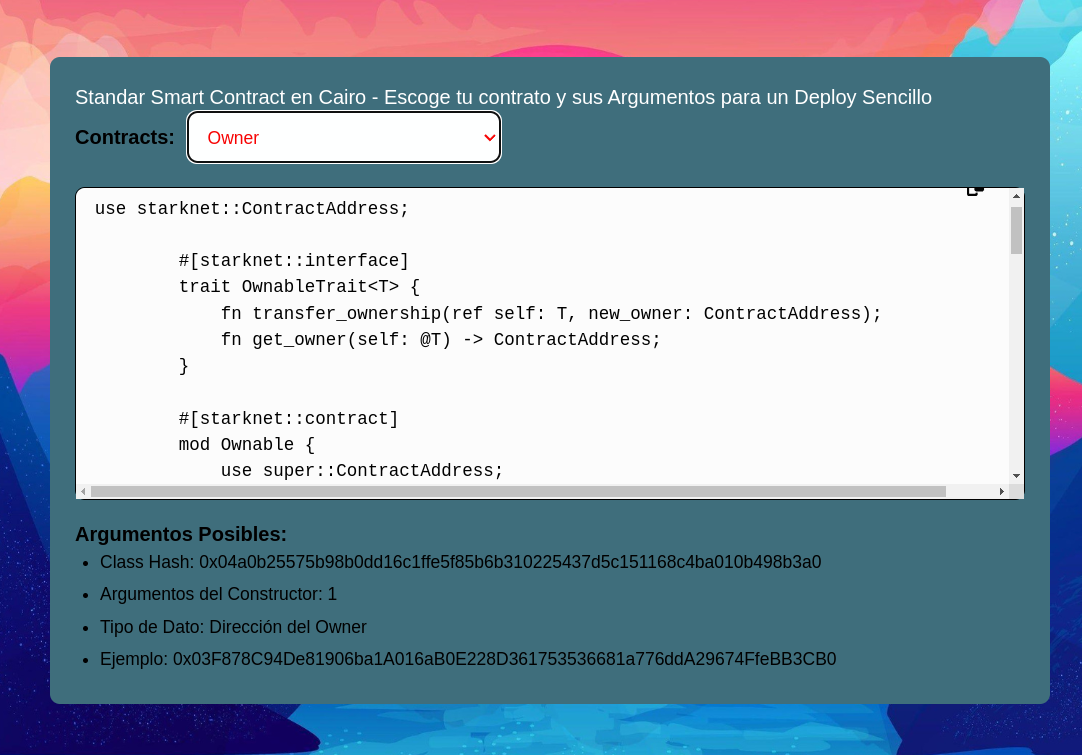 Standar Smart Contract en Cairo - Escoge tu contrato y sus Argumentos para un Deploy Sencillo
Contracts: Owner
use starknet::ContractAddress;
#[starknet::interface]
trait OwnableTrait<T> {
fn transfer_ownership(ref self: T, new_owner: ContractAddress);
fn get_owner(self: @T) -> ContractAddress;
}
#[starknet::contract]
mod Ownable {
use super::ContractAddress;
Argumentos Posibles:
Class Hash: 0x04a0b25575b98b0dd16c1ffe5f85b6b310225437d5c151168c4ba010b498b3a0
Argumentos del Constructor: 1
Tipo de Dato: Dirección del Owner
Ejemplo: 0x03F878C94De81906ba1A016aB0E228D361753536681a776ddA29674FfeBB3CB0